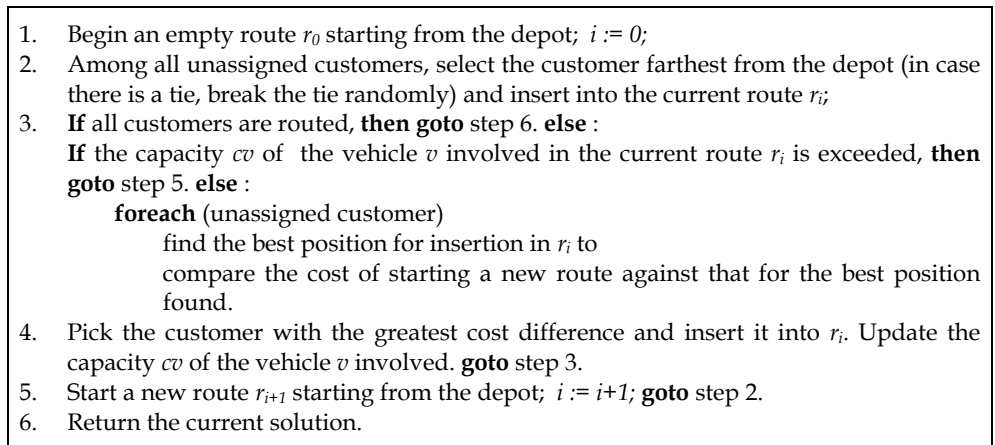 1. Begin an empty route r0 starting from the depot; i := 0;
2. Among all unassigned customers, select the customer farthest from the depot (in case
there is a tie, break the tie randomly) and insert into the current route ri;
3. If all customers are routed, then goto step 6. else :
If the capacity cv of the vehicle v involved in the current route ri is exceeded, then
goto step 5. else :
foreach (unassigned customer)
find the best position for insertion in ri to
compare the cost of starting a new route against that for the best position
found.
4. Pick the customer with the greatest cost difference and insert it into ri. Update the
capacity cv of the vehicle v involved. goto step 3.
5. Start a new route ri+1 starting from the depot; i := i+1; goto step 2.
6. Return the current solution.